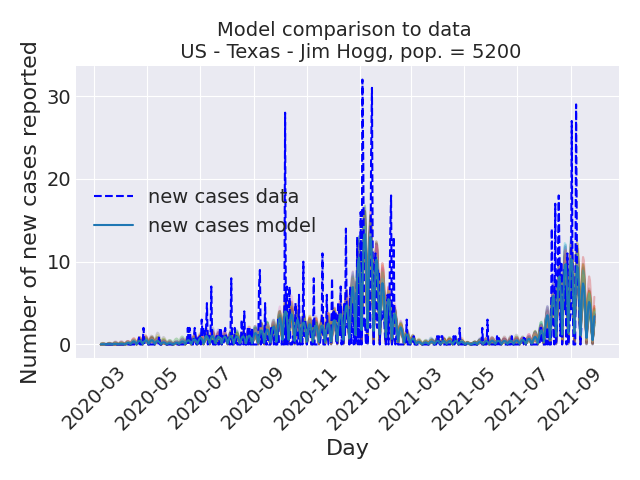 Model comparison to data
US - Texas - Jim Hogg, pop. = 5200
Number of new cases reported
30
20
10
0
new cases data
new cases model
2020-03
2020-05
2020-07
2020-09
2020-11
2021-01
2021-03
2021-05
2021-07
2021-09
Day